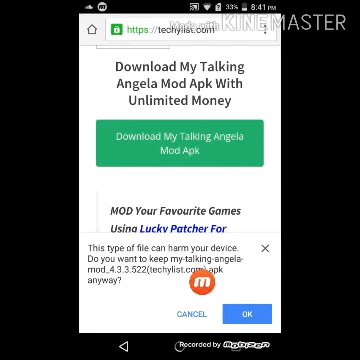 33% 8:41 PM
Made with KINEMASTER
https://techylist.com
Download My Talking
Angela Mod Apk With
Unlimited Money
Download My Talking Angela
Mod Apk
MOD Your Favourite Games
Using Lucky Patcher For
This type of file can harm your device.
Do you want to keep my-talking-angela-
mod_4.3.3.522(techylist.com).apk
anyway?
CANCEL OK
Recorded by Mobizen